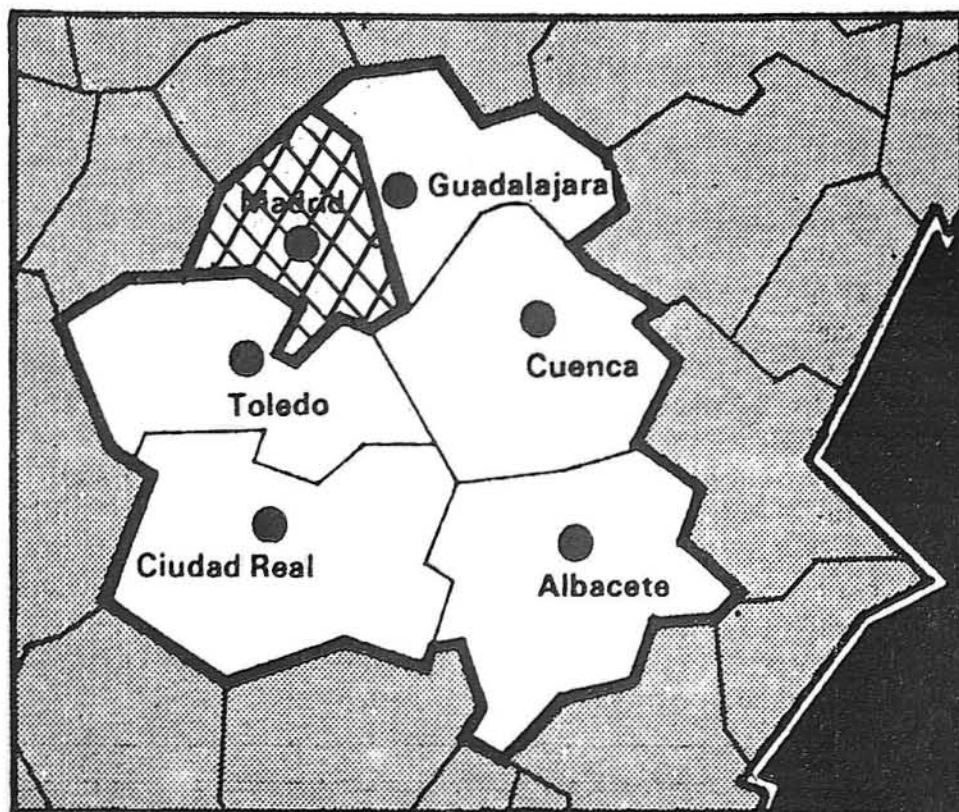 Madrid
Guadalajara
Cuenca
Toledo
Ciudad Real
Albacete